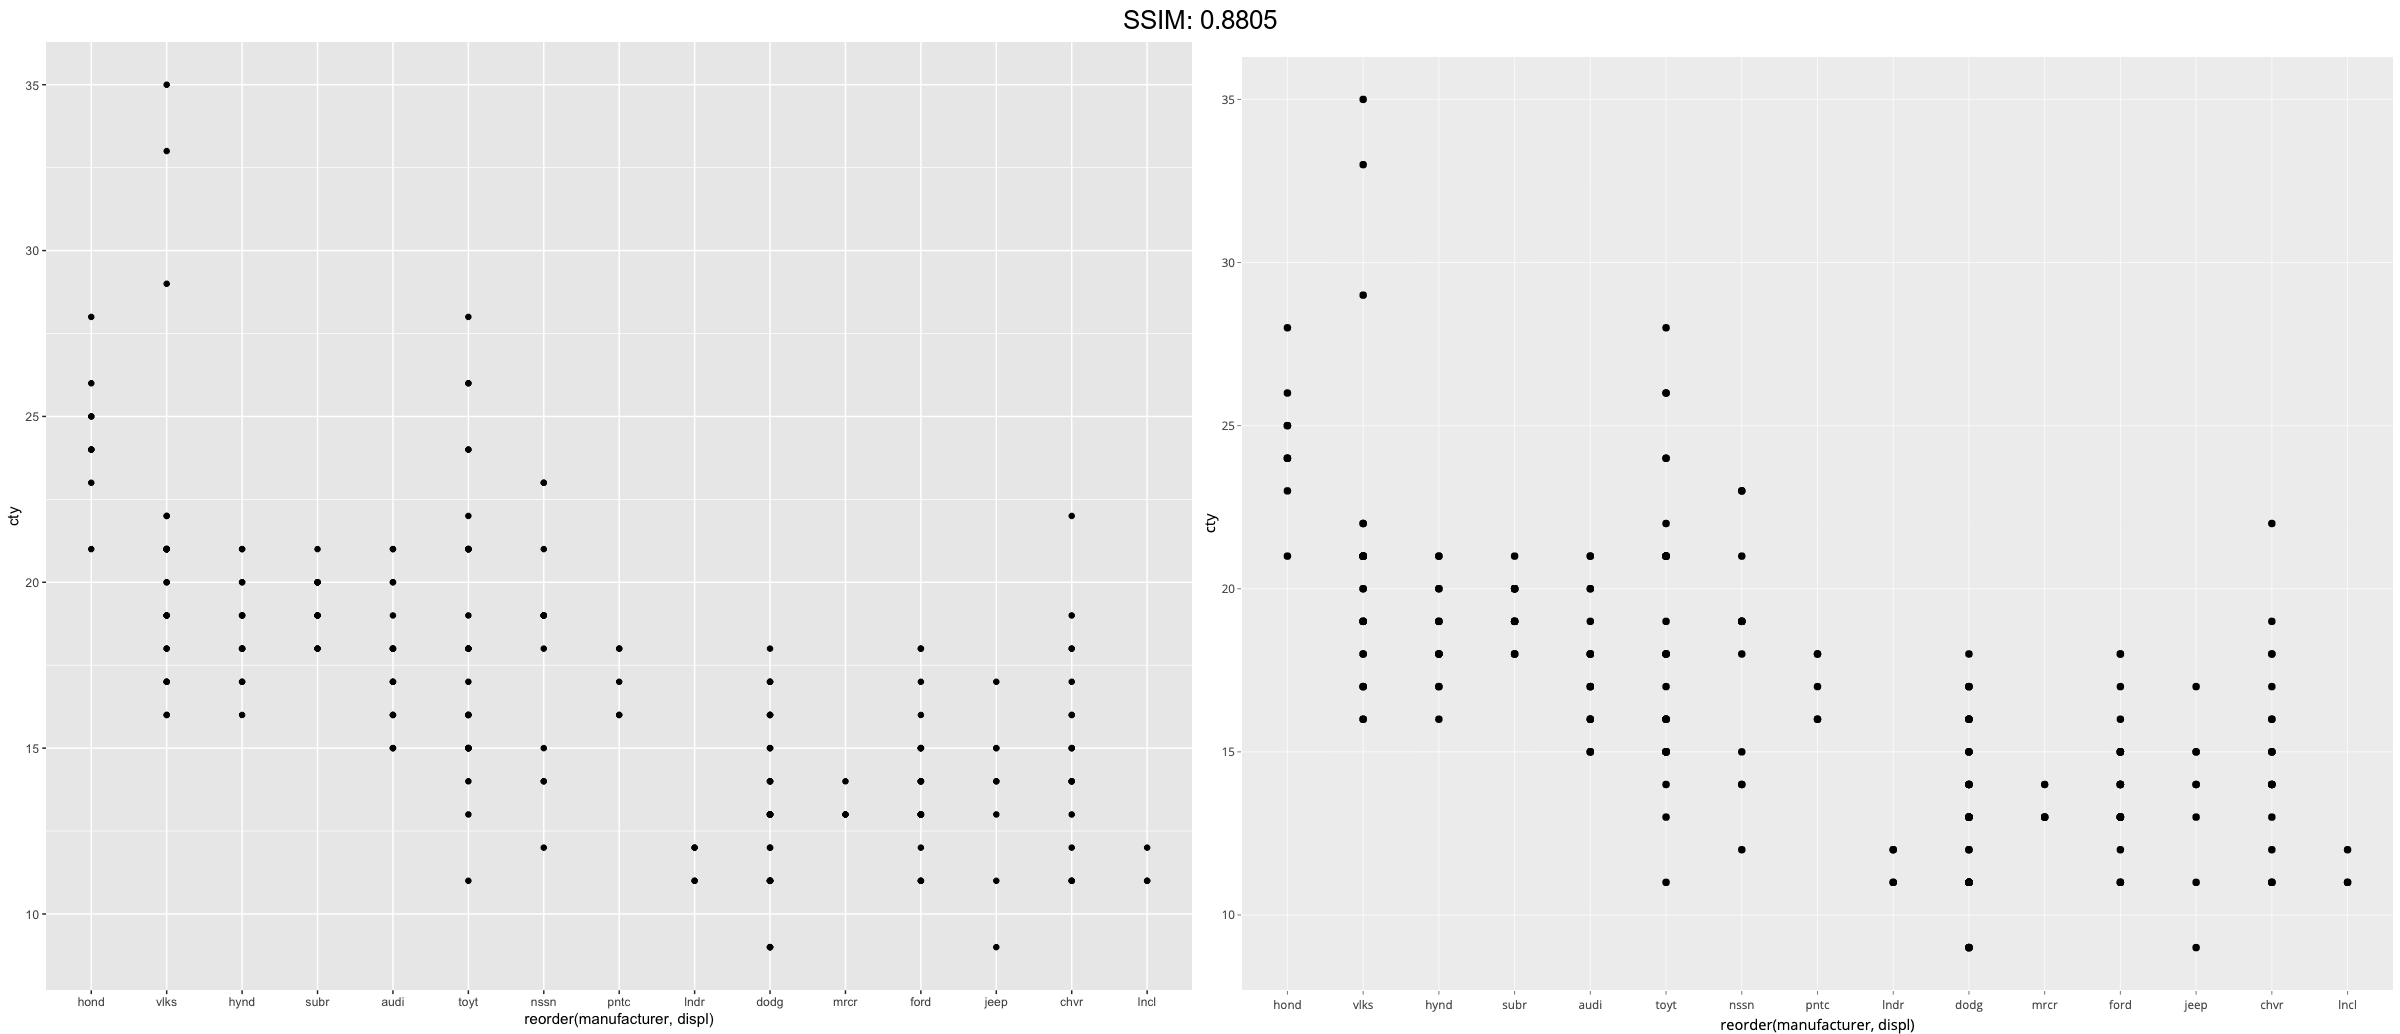 SSIM: 0.8805
35
30
25
20
15
10
cty
hond vlks hynd subr audi toyt nssn pntc lndr dodg mrcr ford jeep chvr lncl
reorder(manufacturer, displ)
35
30
25
20
15
10
cty
hond vlks hynd subr audi toyt nssn pntc lndr dodg mrcr ford jeep chvr lncl
reorder(manufacturer, displ)